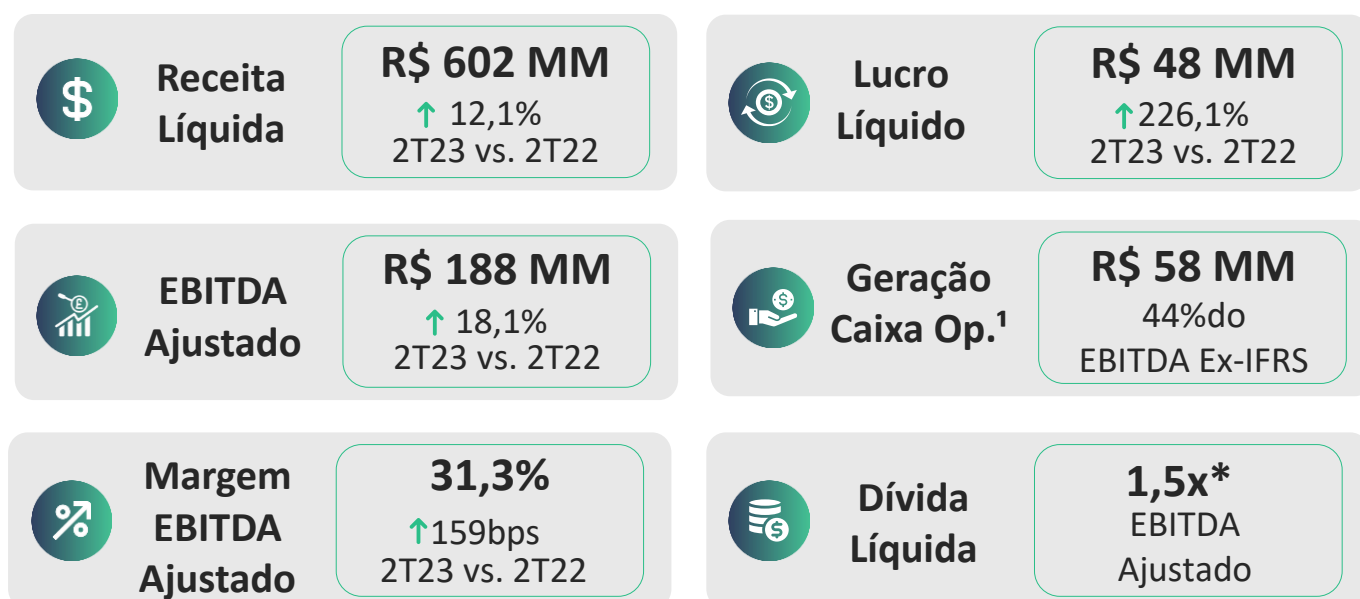 Receita
Líquida
R$ 602 MM
↑ 12,1%
2T23 vs. 2T22
Lucro
Líquido
R$ 48 MM
↑226,1%
2T23 vs. 2T22
EBITDA
Ajustado
R$ 188 MM
↑ 18,1%
2T23 vs. 2T22
Geração
Caixa Op.¹
R$ 58 MM
44%do
EBITDA Ex-IFRS
Margem
EBITDA
Ajustado
31,3%
↑159bps
2T23 vs. 2T22
Dívida
Líquida
1,5x*
EBITDA
Ajustado